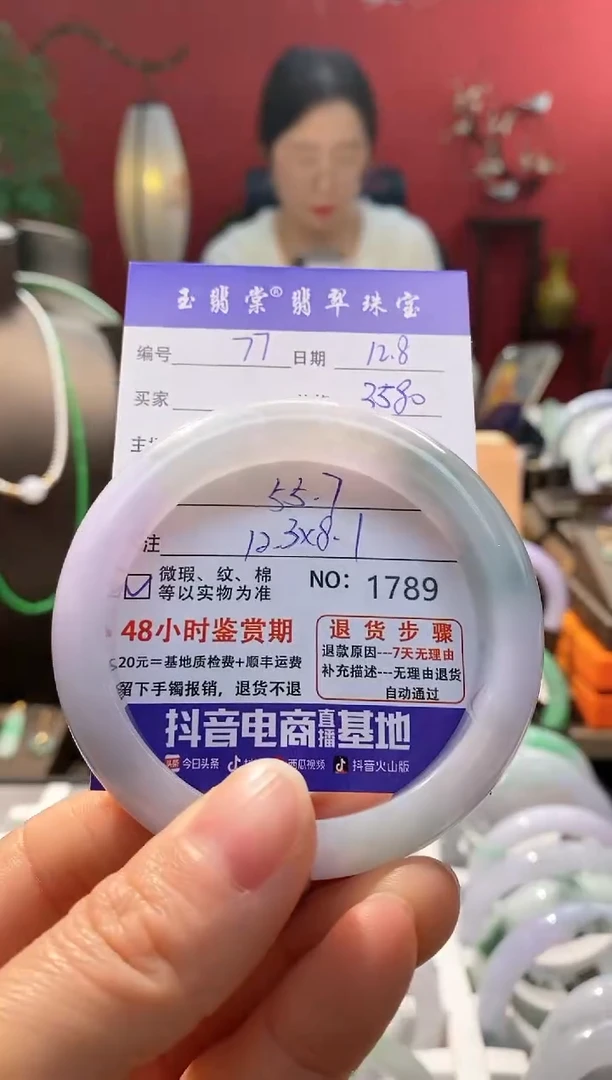 玉翡棠®翡翠珠宝
编号 77 日期 12.8
买家 3580
主
55.7
注 12.3x8.1
微瑕、纹、棉
等以实物为准
NO: 1789
48小时鉴赏期
20元=基地质检费+顺丰运费
留下手镯报销，退货不退
退货步骤
退款原因---7天无理由
补充描述---无理由退货
自动通过
抖音电商直播基地
头条 今日头条 西瓜视频 抖音火山版